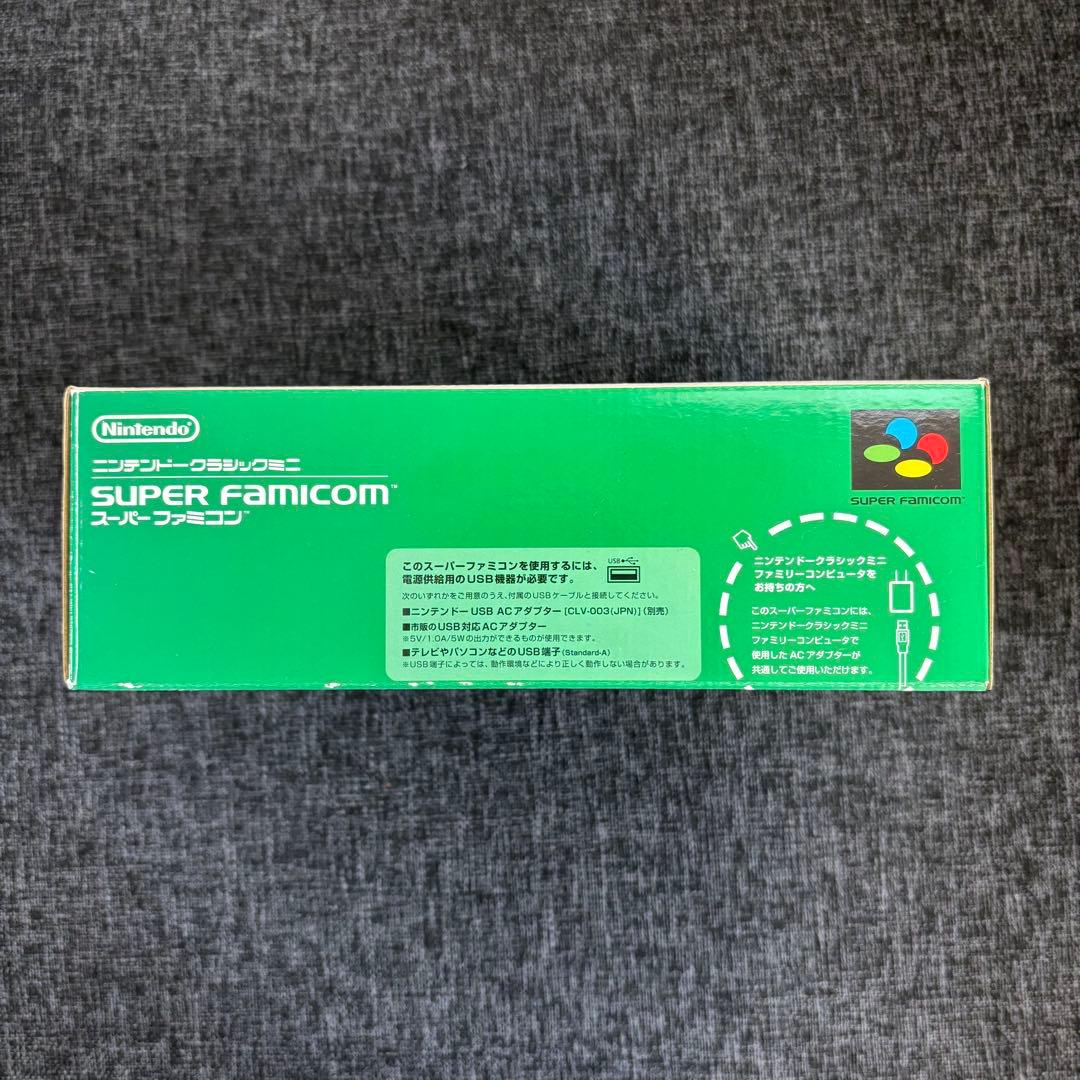 Nintendo®
ニンテンドークラシックミニ
SUPER FAMICOM™
スーパーファミコン™
SUPER FAMICOM™
このスーパーファミコンを使用するには、
電源供給用のUSB機器が必要です。
USB
次のいずれかをご用意のうえ、付属のUSBケーブルと接続してください。
■ニンテンドーUSB ACアダプター[CLV-003(JPN)](別売)
■市販のUSB対応ACアダプター
※5V/1.0A/5Wの出力ができるものが使用できます。
■テレビやパソコンなどのUSB端子(Standard-A)
※USB端子によっては、動作環境などにより正しく動作しない場合があります。
ニンテンドークラシックミニ
ファミリーコンピュータを
お持ちの方へ
このスーパーファミコンには、
ニンテンドークラシックミニ
ファミリーコンピュータで
使用したACアダプターが
共通してご使用いただけます。